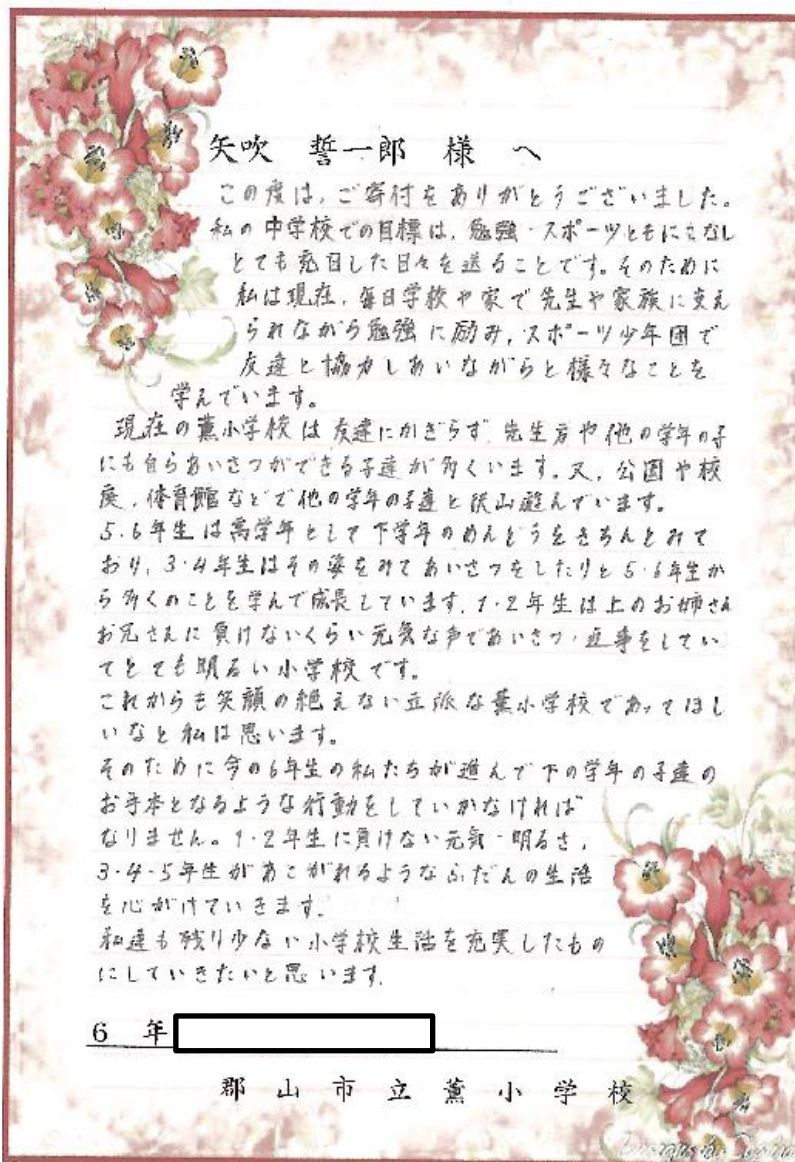 矢吹 誓一郎 様 へ
この度は、ご寄付をありがとうございました。
私の中学校での目標は、勉強・スポーツともにこなし
とても充日した日々を送ることです。そのために
私は現在、毎日学校や家で先生や家族に支え
られながら勉強に励み、スポーツ少年団で
友達と協力しあいながらと様々なことを
学んでいます。
現在の薫小学校は友達にかぎらず、先生方や他の学年の子
にも自らあいさつができる子達が多くいます。又、公園や校
庭、体育館などで他の学年の子達と沢山遊んでいます。
5・6年生は高学年として下学年のめんどうをきちんとみて
おり、3・4年生はその姿をみてあいさつをしたりと5・6年生か
ら多くのことを学んで成長しています。1・2年生は上のお姉さん
お兄さんに負けないくらい元気な声であいさつ・返事をしてい
てとても明るい小学校です。
これからも笑顔の絶えない立派な薫小学校であってほし
いなと私は思います。
そのために今の6年生の私たちが進んで下の学年の子達の
お手本となるような行動をしていかなければ
なりません。1・2年生に負けない元気・明るさ、
3・4・5年生があこがれるようなふだんの生活
を心がけていきます。
私達も残り少ない小学校生活を充実したもの
にしていきたいと思います。
6 年
郡 山 市 立 薫 小 学 校